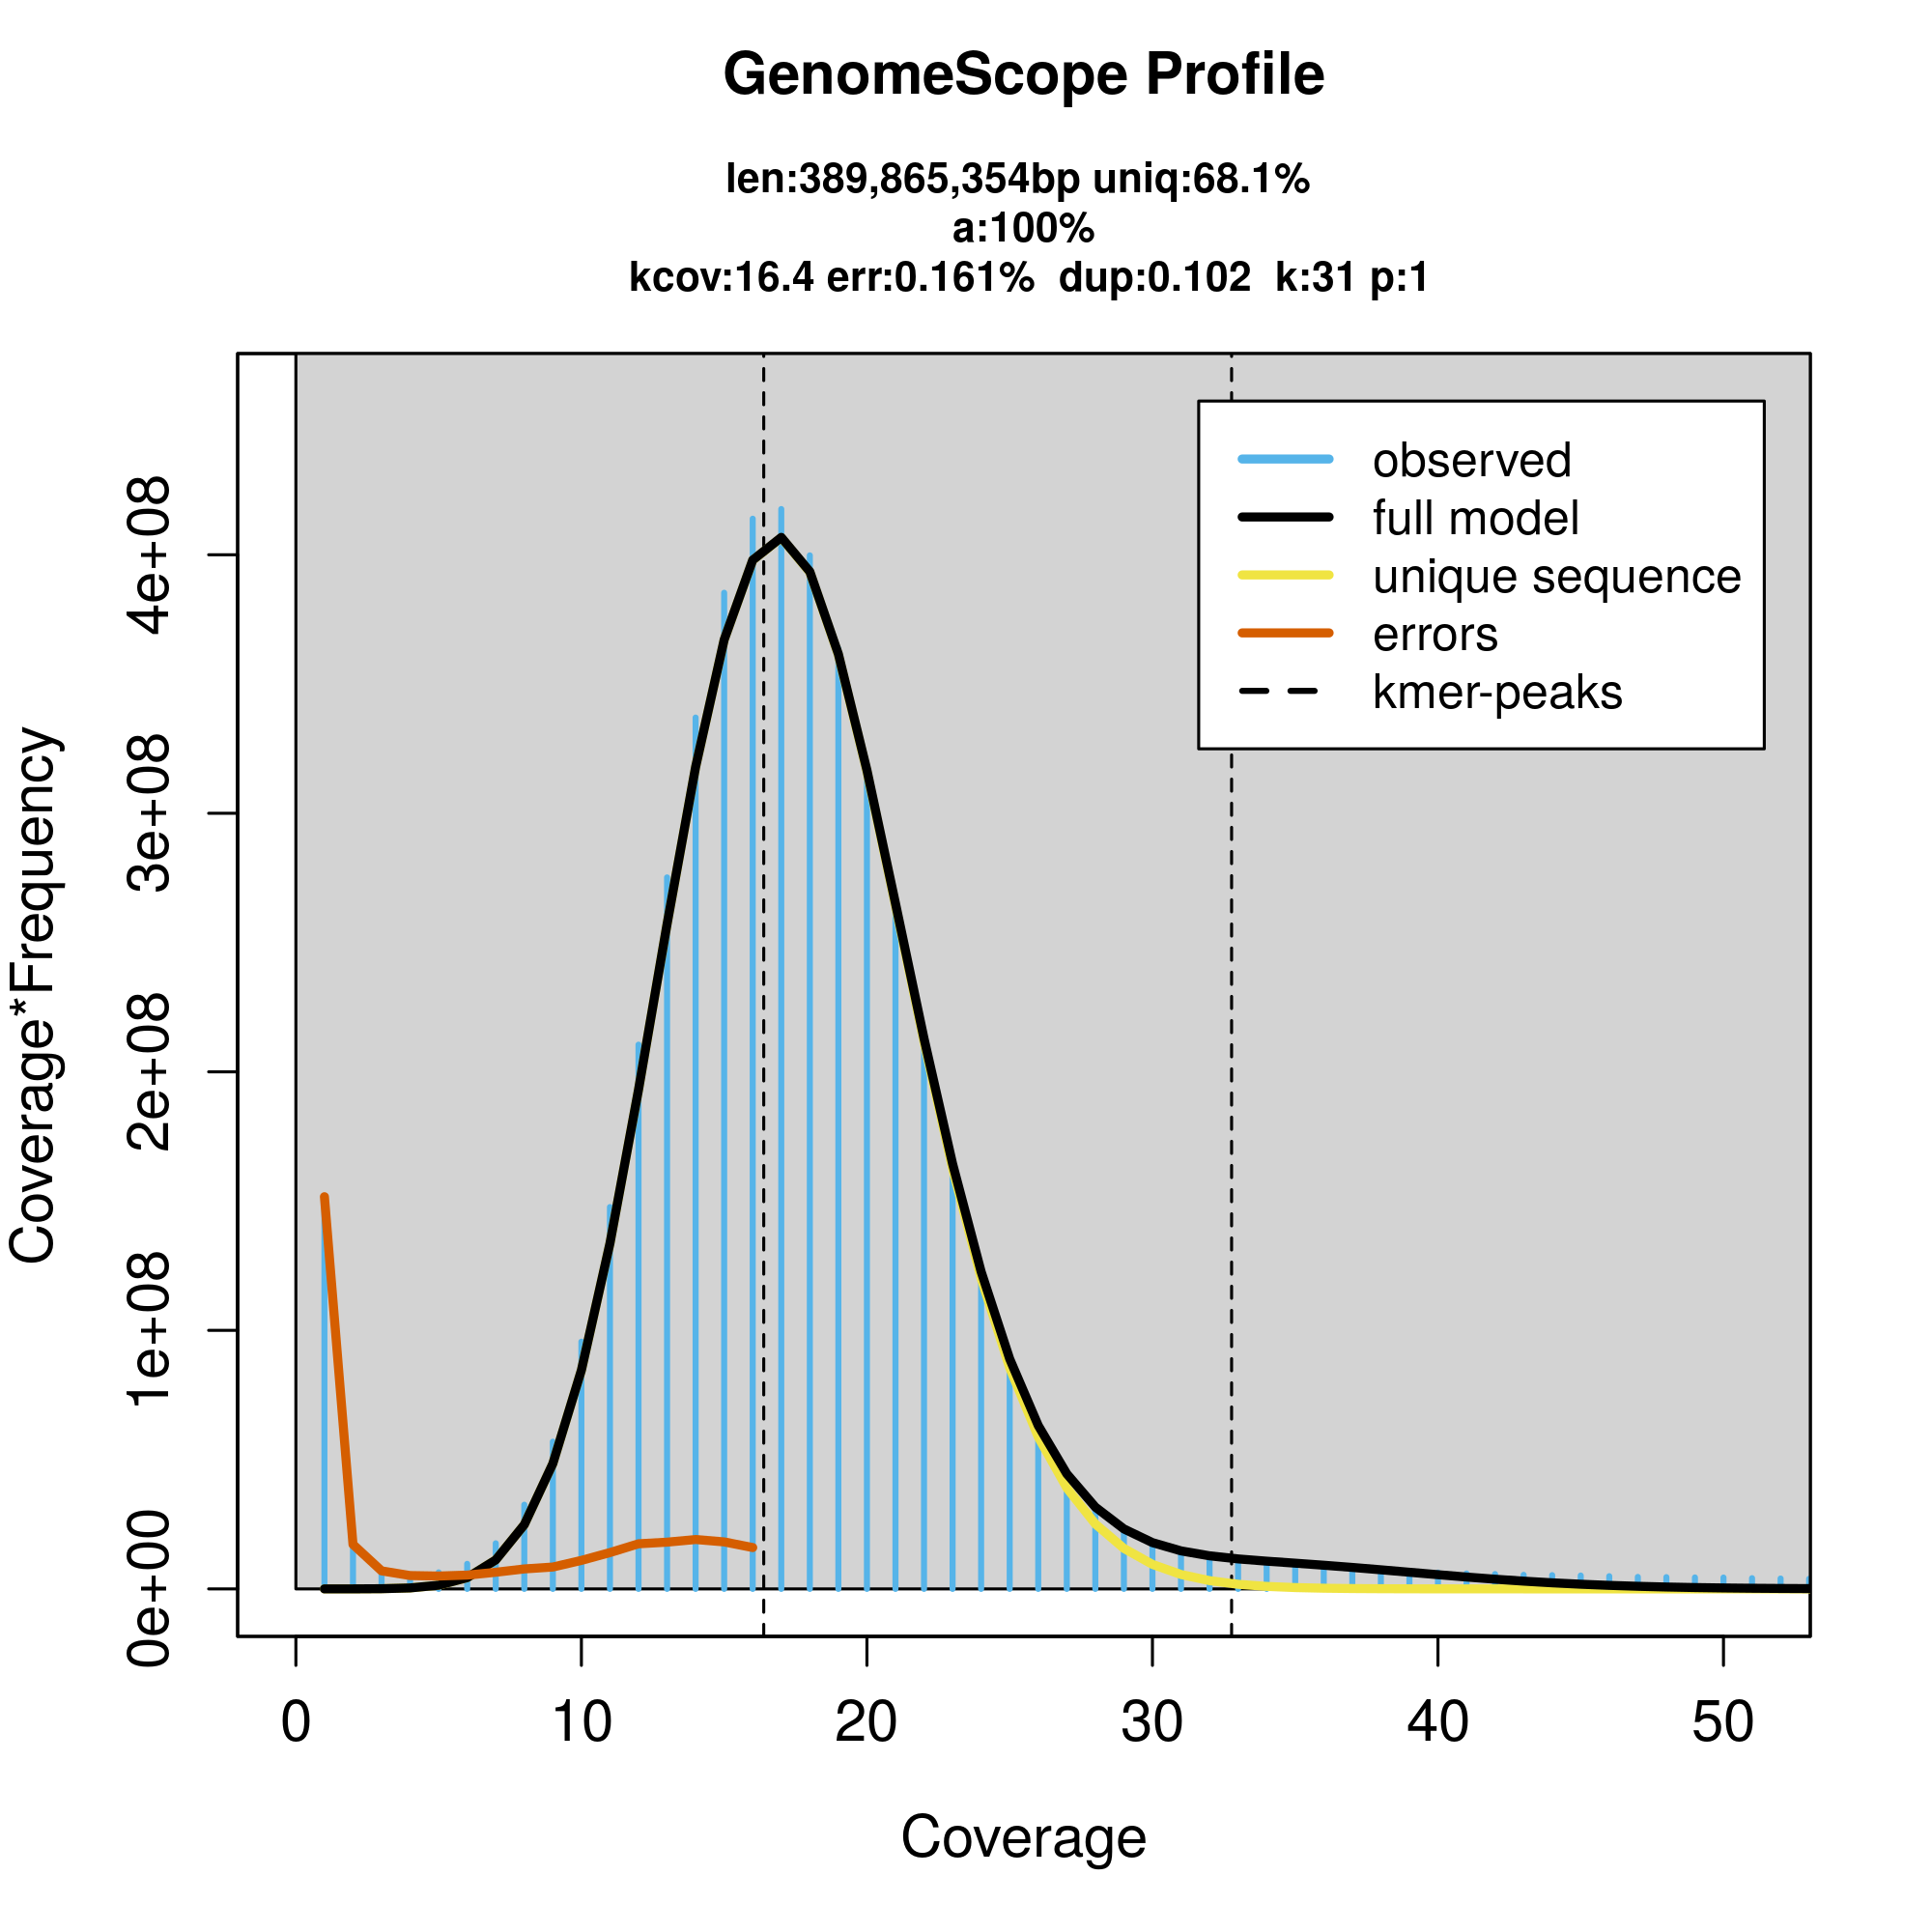 GenomeScope Profile
len:389,865,354bp uniq:68.1%
a:100%
kcov:16.4 err:0.161%  dup:0.102  k:31 p:1
observed
full model
unique sequence
errors
kmer-peaks
Coverage*Frequency
4e+08
3e+08
2e+08
1e+08
0e+00
0 10 20 30 40 50
Coverage